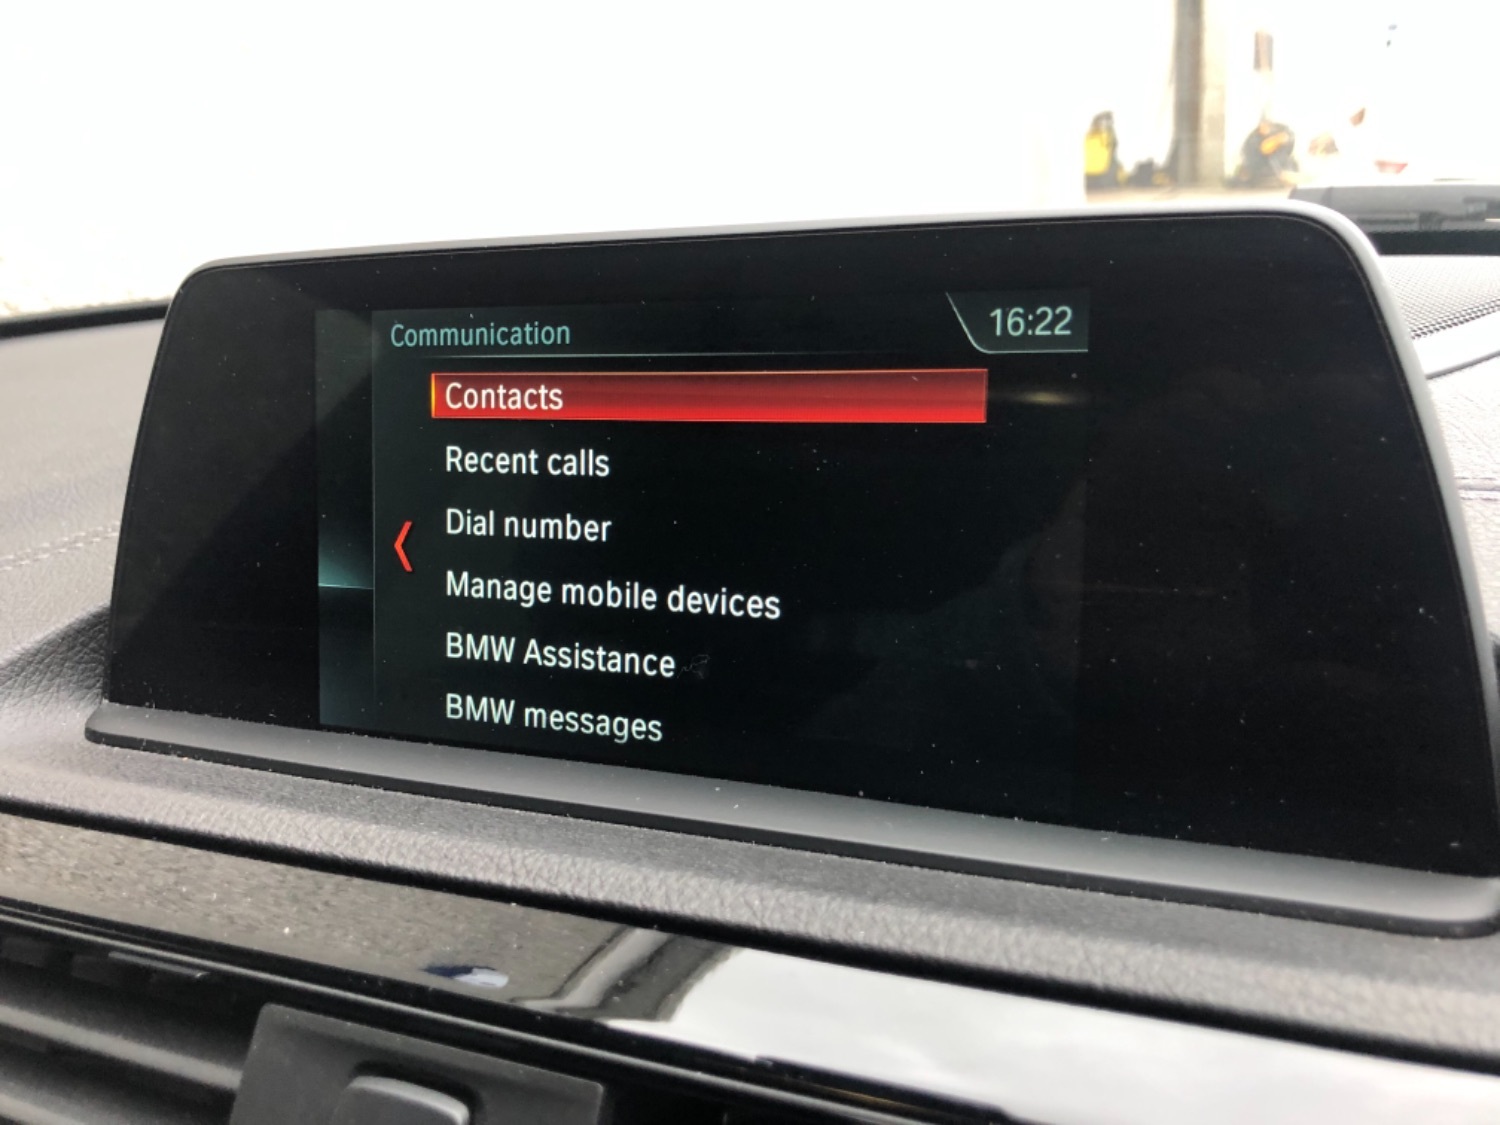 Communication
16:22
Contacts
Recent calls
Dial number
Manage mobile devices
BMW Assistance
BMW messages